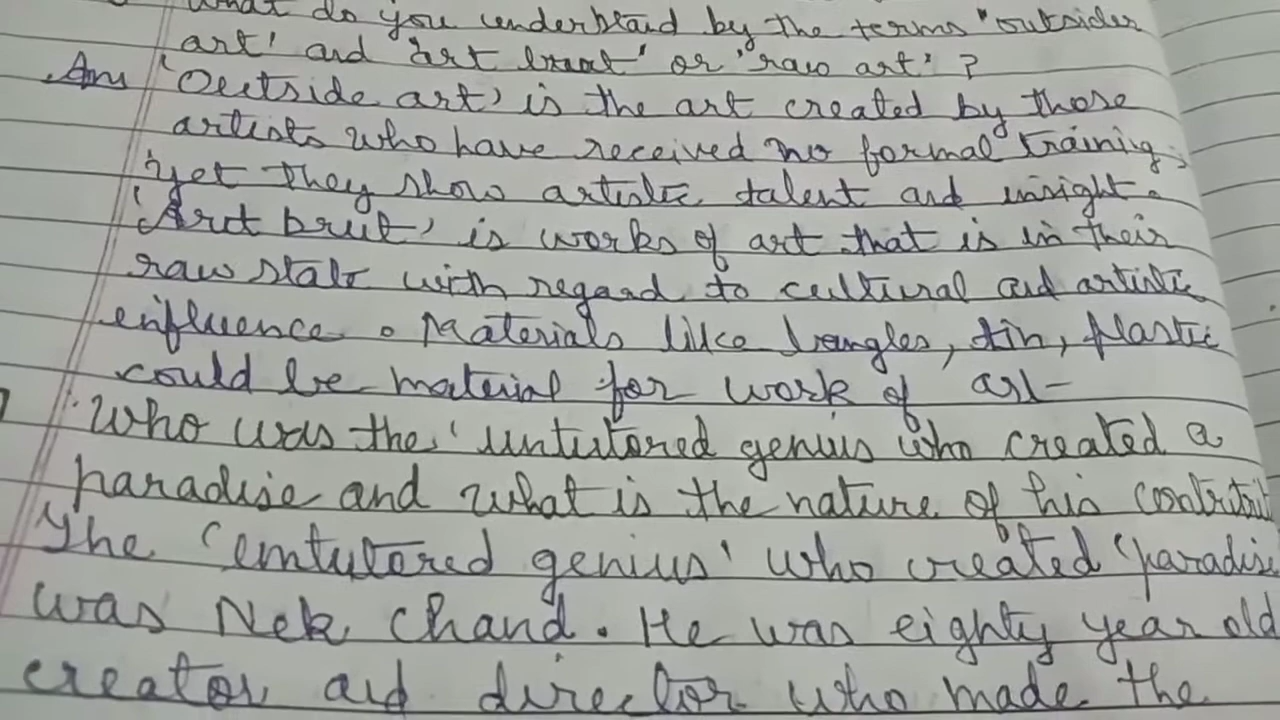 What do you understand by the terms "outsider
art' and 'art brut' or 'raw art' ?
Ans 'Outside art' is the art created by those
artists who have received no formal training,
yet they show artistic talent and insight.
'Art brut' is works of art that is in their
raw state with regard to cultural and artistic
influence. Materials like bangles, tin, plastic
could be material for work of art
Who was the 'untutored genius who created a
paradise and what is the nature of his
The 'untutored genius' who created 'paradise
was Nek Chand. He was eighty year old
creator and director who made the